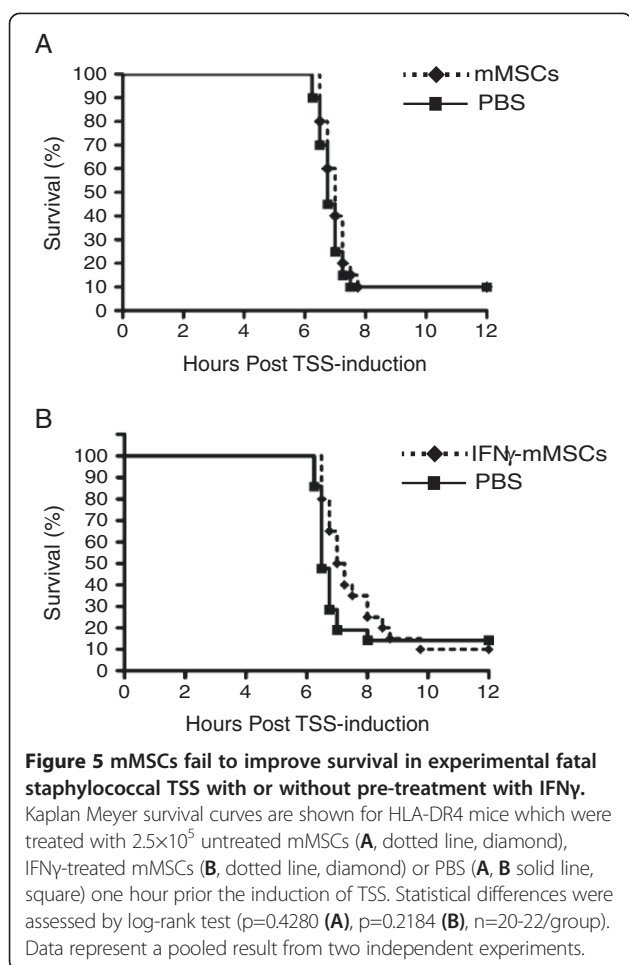 A
100
90
80
70
60
50
40
30
20
10
0
Survival (%)
0 2 4 6 8 10 12
Hours Post TSS-induction
mMSCs
PBS
B
100
90
80
70
60
50
40
30
20
10
0
Survival (%)
0 2 4 6 8 10 12
Hours Post TSS-induction
IFNγ-mMSCs
PBS
Figure 5 mMSCs fail to improve survival in experimental fatal
staphylococcal TSS with or without pre-treatment with IFNγ.
Kaplan Meyer survival curves are shown for HLA-DR4 mice which were
treated with 2.5×10⁵ untreated mMSCs (A, dotted line, diamond),
IFNγ-treated mMSCs (B, dotted line, diamond) or PBS (A, B solid line,
square) one hour prior the induction of TSS. Statistical differences were
assessed by log-rank test (p=0.4280 (A), p=0.2184 (B), n=20-22/group).
Data represent a pooled result from two independent experiments.